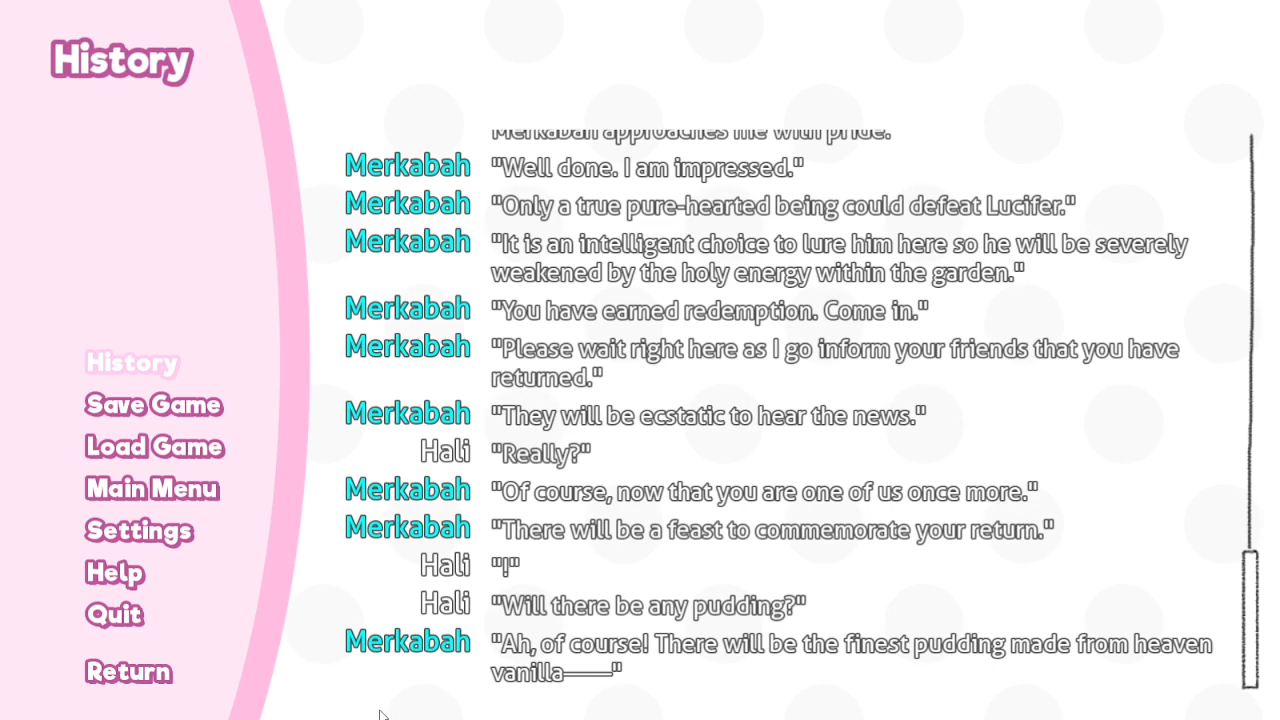 History
Merkabah approaches me with pride.
Merkabah "Well done. I am impressed."
Merkabah "Only a true pure-hearted being could defeat Lucifer."
Merkabah "It is an intelligent choice to lure him here so he will be severely
weakened by the holy energy within the garden."
Merkabah "You have earned redemption. Come in."
Merkabah "Please wait right here as I go inform your friends that you have
returned."
Merkabah "They will be ecstatic to hear the news."
Hali "Really?"
Merkabah "Of course, now that you are one of us once more."
Merkabah "There will be a feast to commemorate your return."
Hali "!"
Hali "Will there be any pudding?"
Merkabah "Ah, of course! There will be the finest pudding made from heaven
vanilla——"
History
Save Game
Load Game
Main Menu
Settings
Help
Quit
Return